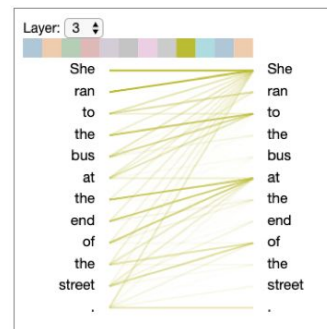 Layer: 3
She She
ran ran
to to
the the
bus bus
at at
the the
end end
of of
the the
street street
. .